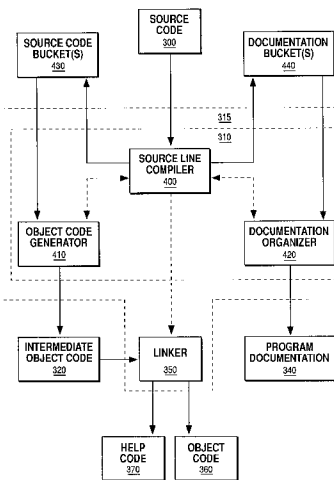 SOURCE
CODE
300
SOURCE CODE
BUCKET(S)
430
DOCUMENTATION
BUCKET(S)
440
315
310
SOURCE LINE
COMPILER
400
OBJECT CODE
GENERATOR
410
DOCUMENTATION
ORGANIZER
420
INTERMEDIATE
OBJECT CODE
320
LINKER
350
PROGRAM
DOCUMENTATION
340
HELP
CODE
370
OBJECT
CODE
360